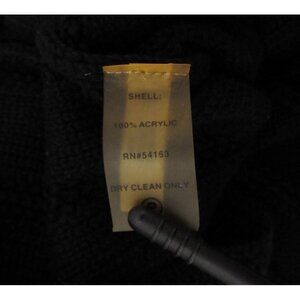 SHELL:
100% ACRYLIC
RN#54163
DRY CLEAN ONLY